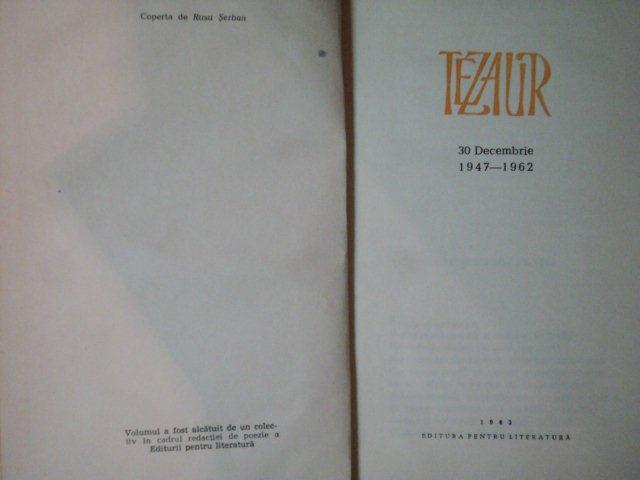 Coperta de Rusu Șerban
Volumul a fost alcătuit de un colec-
tiv în cadrul redacției de poezie a
Editurii pentru literatură
TEZAUR
30 Decembrie
1947—1962
1962
EDITURA PENTRU LITERATURĂ